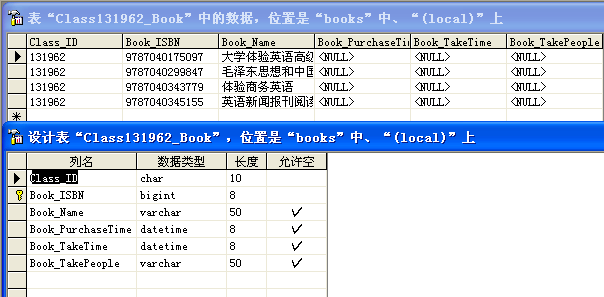 表“Class131962_Book”中的数据，位置是“books”中、“(local)”上
Class_ID Book_ISBN Book_Name Book_PurchaseTim Book_TakeTime Book_TakePeople
131962 9787040175097 大学体验英语高级 <NULL> <NULL> <NULL>
131962 9787040299847 毛泽东思想和中国 <NULL> <NULL> <NULL>
131962 9787040343779 体验商务英语 <NULL> <NULL> <NULL>
131962 9787040345155 英语新闻报刊阅读 <NULL> <NULL> <NULL>
设计表“Class131962_Book”，位置是“books”中、“(local)”上
列名 数据类型 长度 允许空
Class_ID char 10
Book_ISBN bigint 8
Book_Name varchar 50 ✓
Book_PurchaseTime datetime 8 ✓
Book_TakeTime datetime 8 ✓
Book_TakePeople varchar 50 ✓